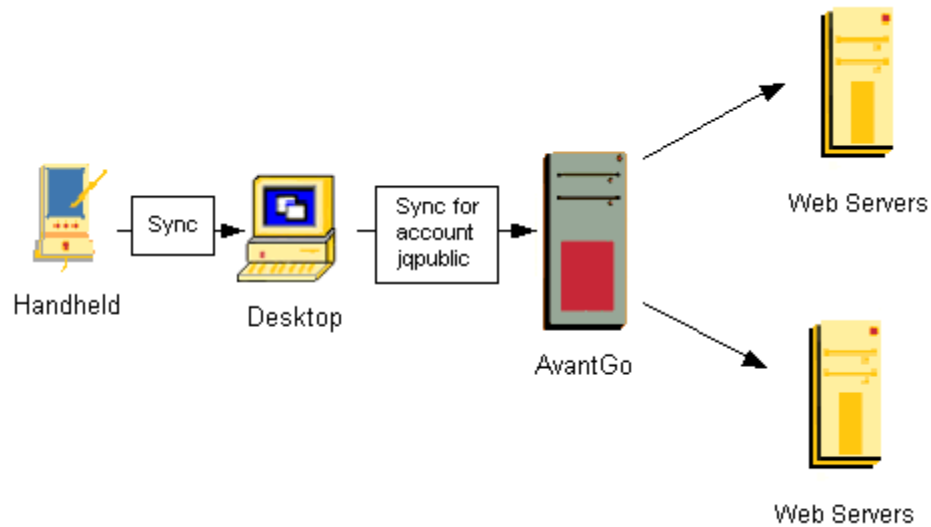 Handheld
Sync
Desktop
Sync for
account
jqpublic
AvantGo
Web Servers
Web Servers